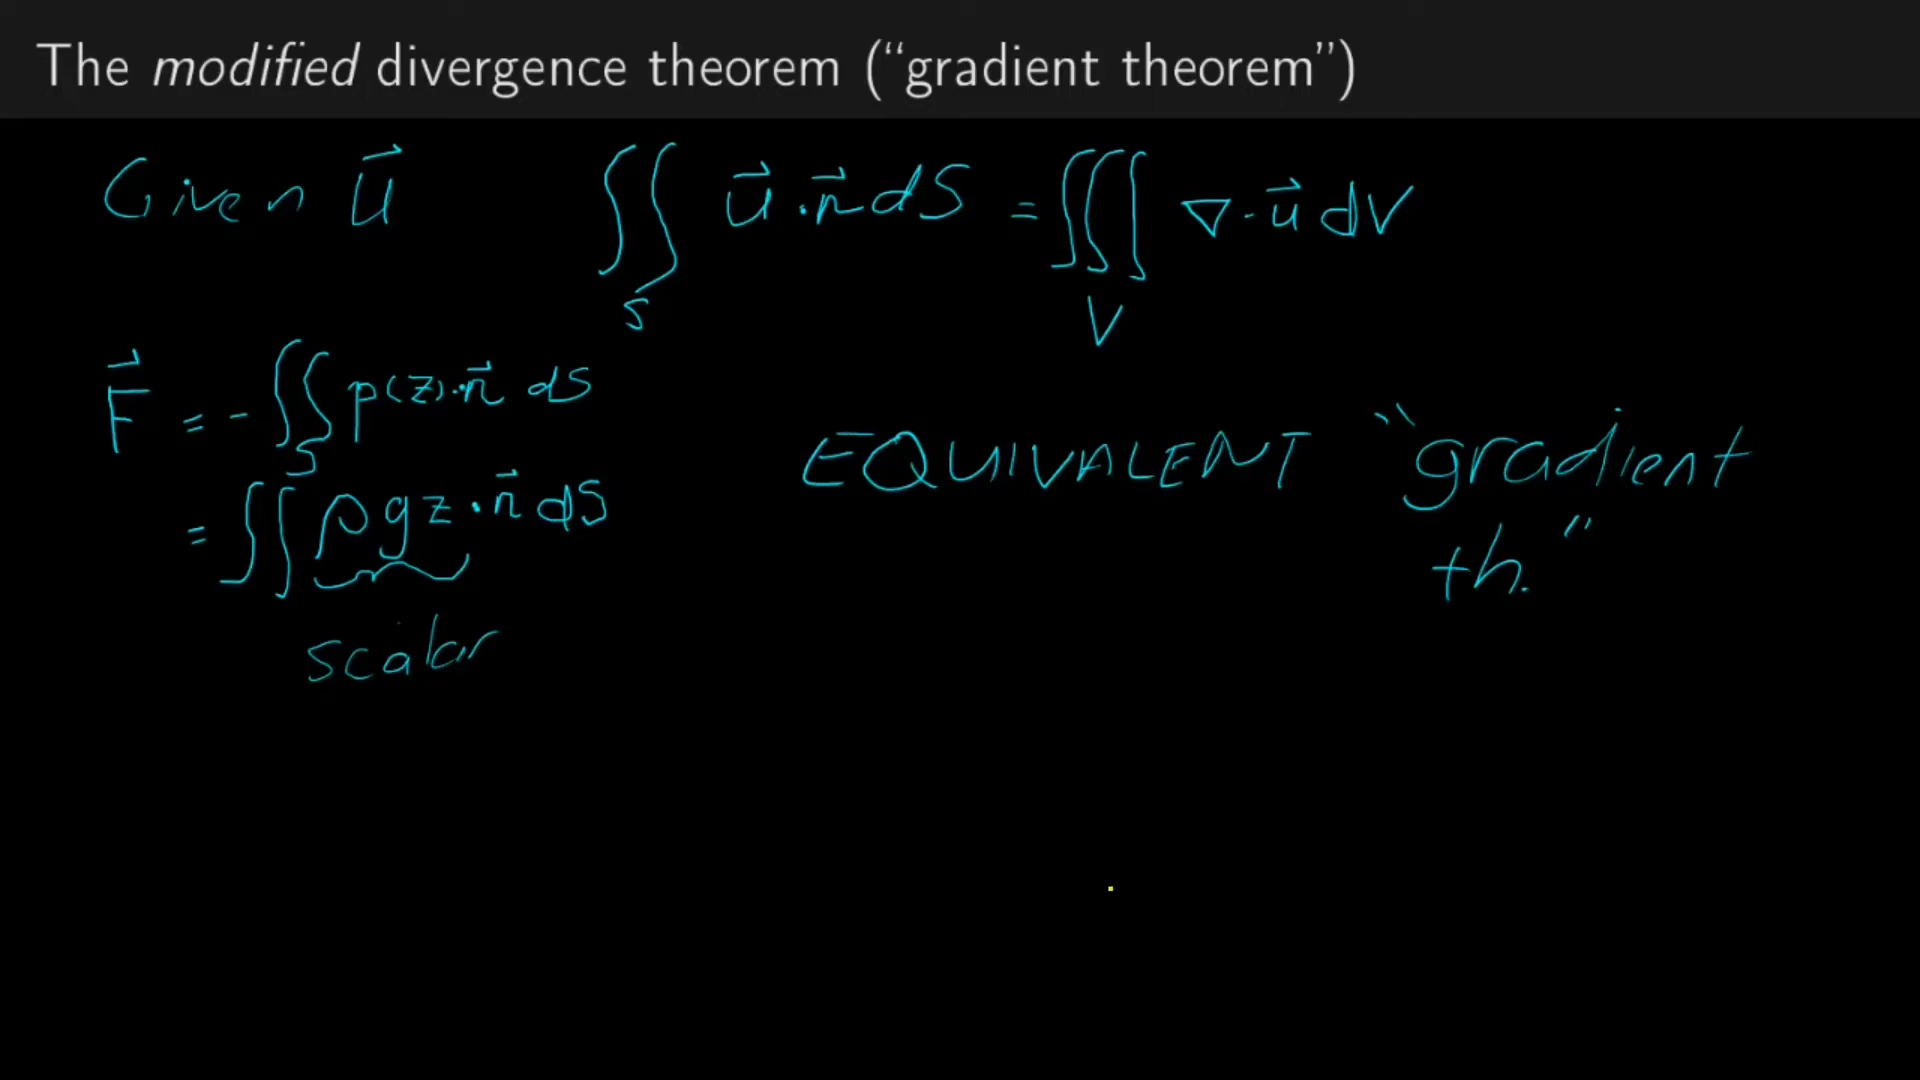 The modified divergence theorem (“gradient theorem”)
Given u⃗ ∬_S u⃗ · n⃗ dS = ∭_V ∇ · u⃗ dV
F⃗ = - ∬_S p(z) · n⃗ dS
= ∬ ρgz · n⃗ dS
scalar
EQUIVALENT "gradient
th."